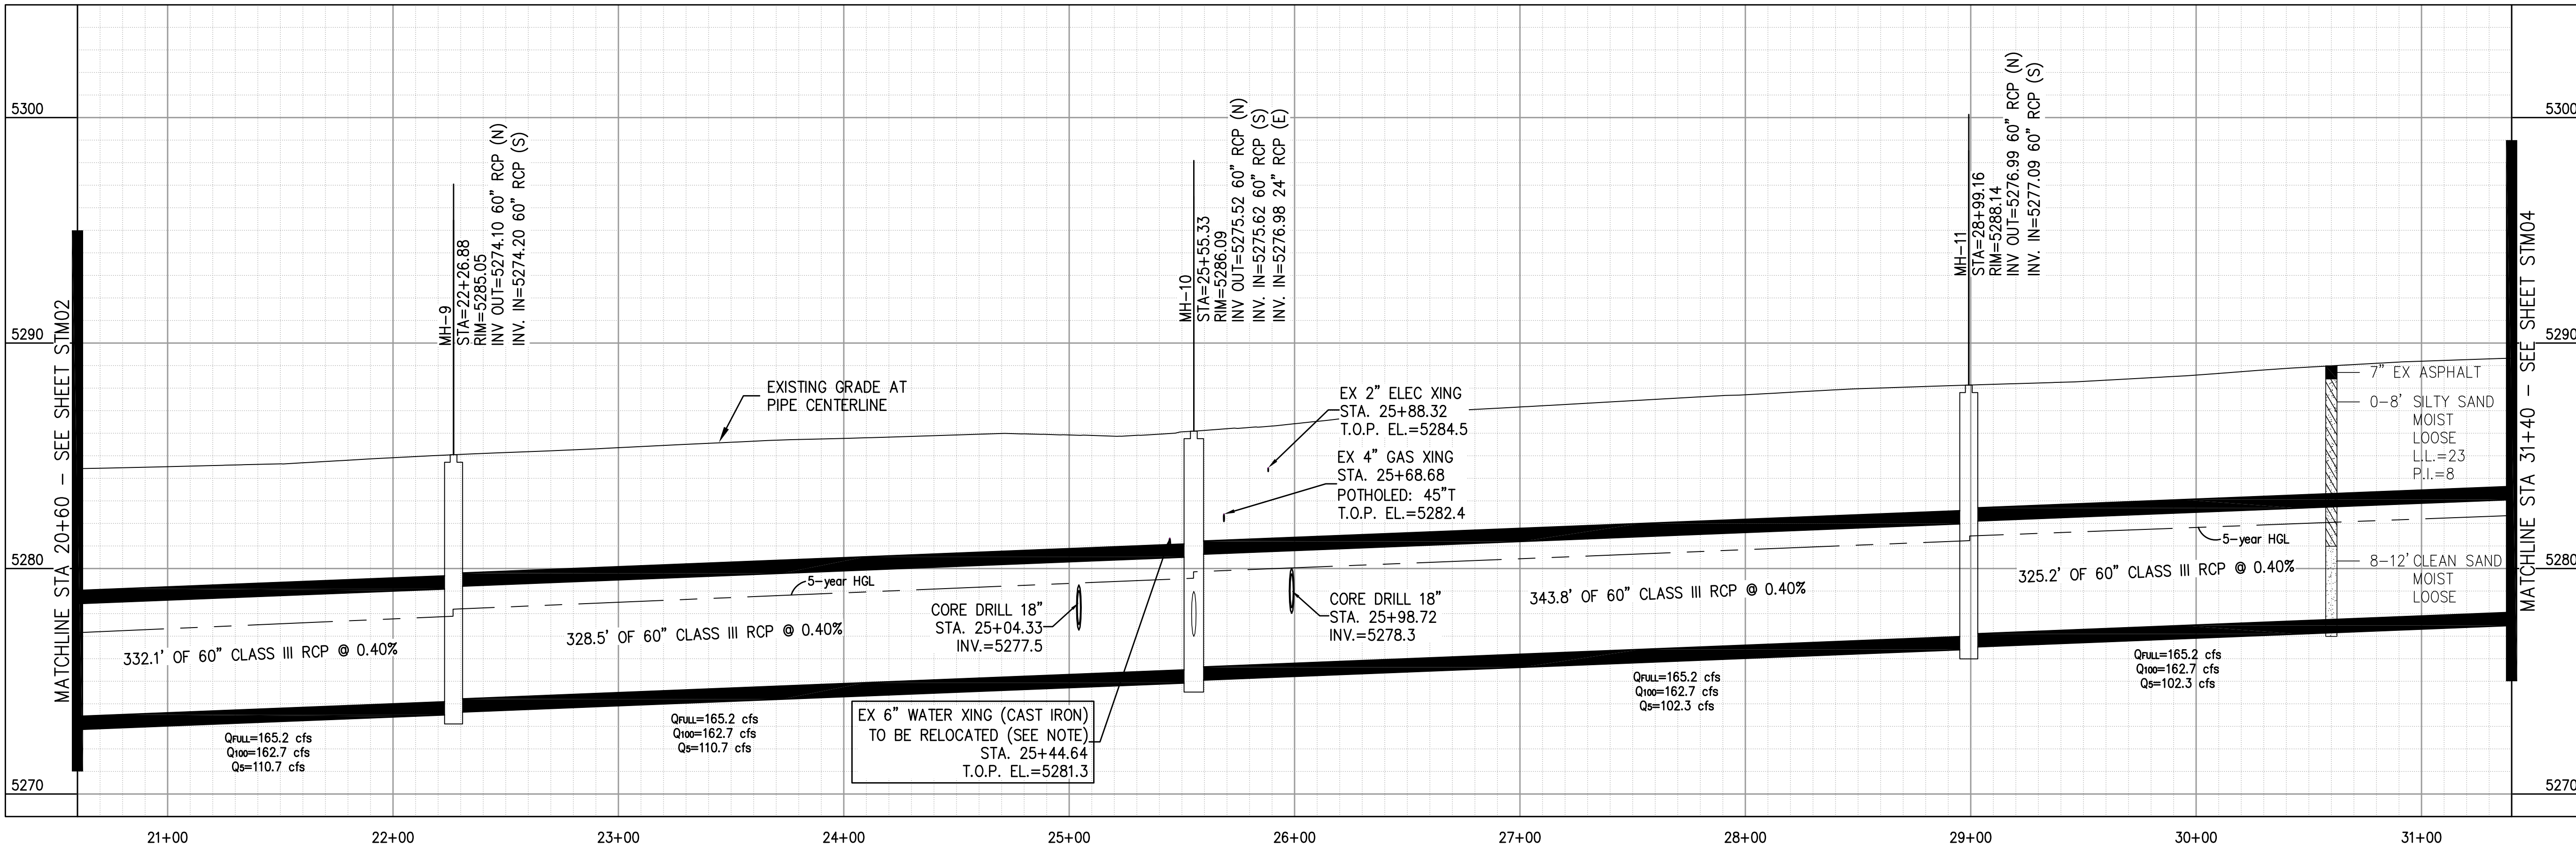 5300
5290
5280
5270
MATCHLINE STA 20+60 – SEE SHEET STM02
MH-9
STA=22+26.88
RIM=5285.05
INV OUT=5274.10 60" RCP (N)
INV. IN=5274.20 60" RCP (S)
MH-10
STA=25+55.33
RIM=5286.09
INV OUT=5275.52 60" RCP (N)
INV. IN=5275.62 60" RCP (S)
INV. IN=5276.98 24" RCP (E)
MH-11
STA=28+99.16
RIM=5288.14
INV OUT=5276.99 60" RCP (N)
INV. IN=5277.09 60" RCP (S)
EXISTING GRADE AT
PIPE CENTERLINE
EX 2" ELEC XING
STA. 25+88.32
T.O.P. EL.=5284.5
EX 4" GAS XING
STA. 25+68.68
POTHOLED: 45"T
T.O.P. EL.=5282.4
7" EX ASPHALT
0-8' SILTY SAND
MOIST
LOOSE
L.L.=23
P.I.=8
8-12' CLEAN SAND
MOIST
LOOSE
5-year HGL
5-year HGL
332.1' OF 60" CLASS III RCP @ 0.40%
328.5' OF 60" CLASS III RCP @ 0.40%
343.8' OF 60" CLASS III RCP @ 0.40%
325.2' OF 60" CLASS III RCP @ 0.40%
CORE DRILL 18"
STA. 25+04.33
INV.=5277.5
CORE DRILL 18"
STA. 25+98.72
INV.=5278.3
QFULL=165.2 cfs
Q100=162.7 cfs
Q5=110.7 cfs
QFULL=165.2 cfs
Q100=162.7 cfs
Q5=110.7 cfs
EX 6" WATER XING (CAST IRON)
TO BE RELOCATED (SEE NOTE)
STA. 25+44.64
T.O.P. EL.=5281.3
QFULL=165.2 cfs
Q100=162.7 cfs
Q5=102.3 cfs
QFULL=165.2 cfs
Q100=162.7 cfs
Q5=102.3 cfs
MATCHLINE STA 31+40 – SEE SHEET STM04
5300
5290
5280
5270
21+00
22+00
23+00
24+00
25+00
26+00
27+00
28+00
29+00
30+00
31+00